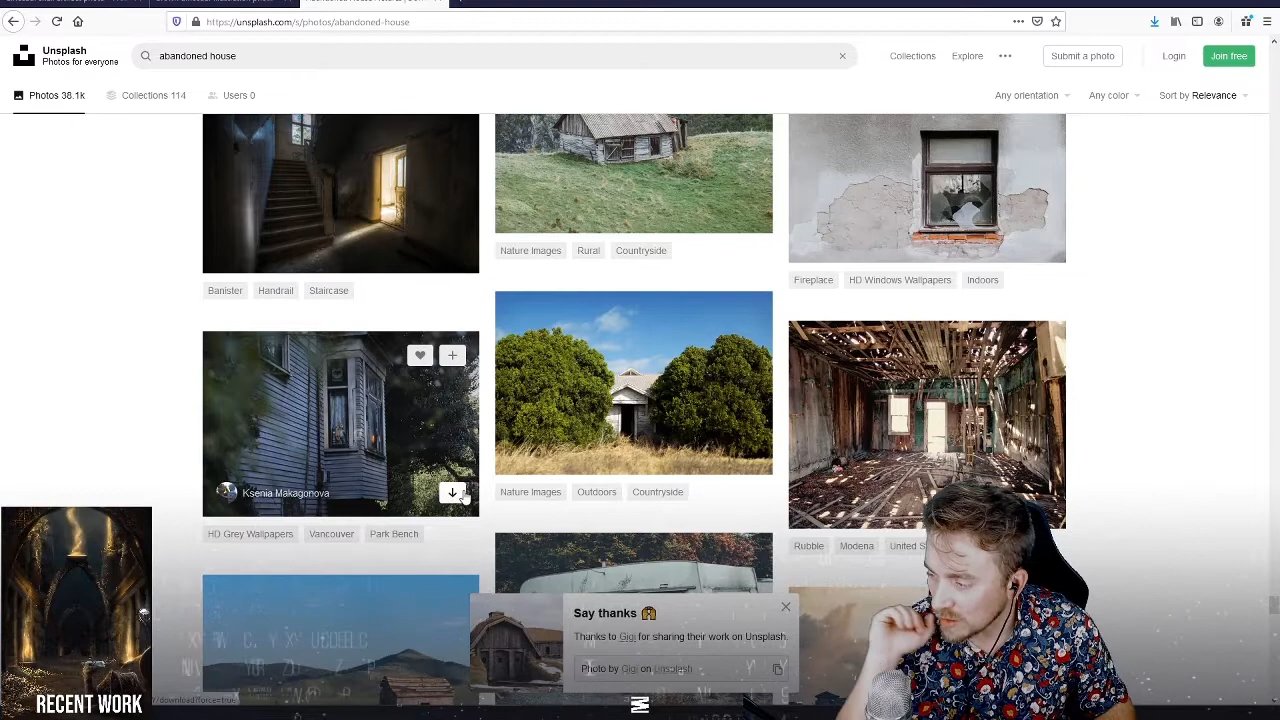 https://unsplash.com/s/photos/abandoned-house
Unsplash
Photos for everyone
abandoned house
Collections
Explore
Submit a photo
Login
Join free
Photos 38.1k
Collections 114
Users 0
Any orientation
Any color
Sort by Relevance
Nature Images
Rural
Countryside
Fireplace
HD Windows Wallpapers
Indoors
Banister
Handrail
Staircase
Ksenia Makagonova
Nature Images
Outdoors
Countryside
HD Grey Wallpapers
Vancouver
Park Bench
Rubble
Modena
United S
Say thanks 🙌
Thanks to Gigi for sharing their work on Unsplash.
Photo by Gigi on Unsplash
/download?force=true
RECENT WORK